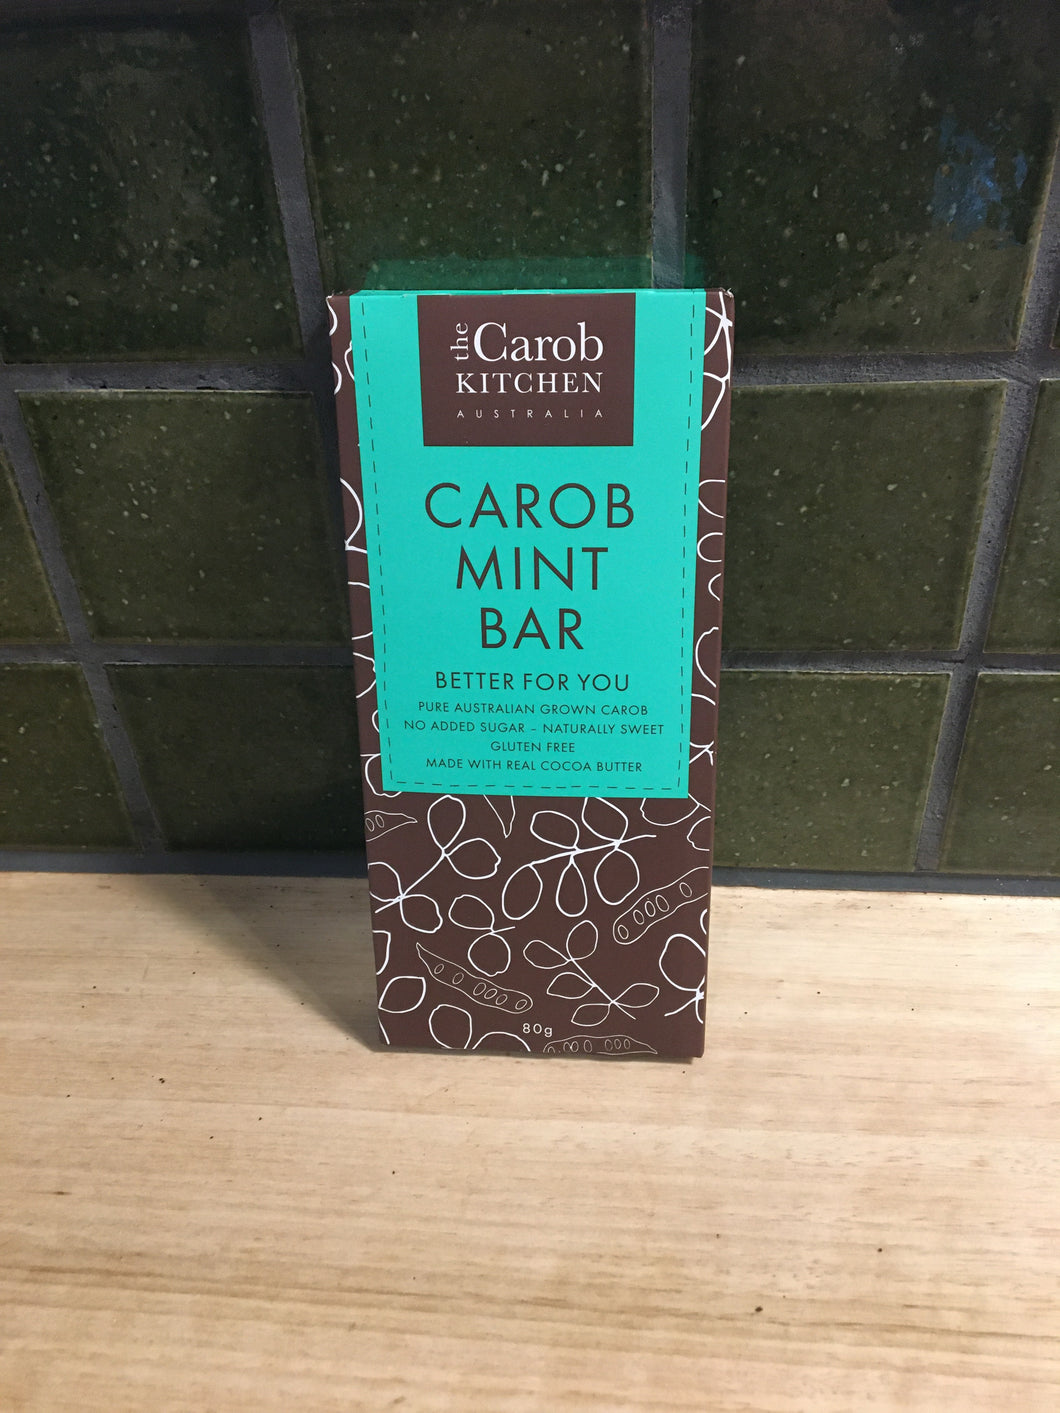 the Carob
KITCHEN
AUSTRALIA
CAROB
MINT
BAR
BETTER FOR YOU
PURE AUSTRALIAN GROWN CAROB
NO ADDED SUGAR – NATURALLY SWEET
GLUTEN FREE
MADE WITH REAL COCOA BUTTER
80g